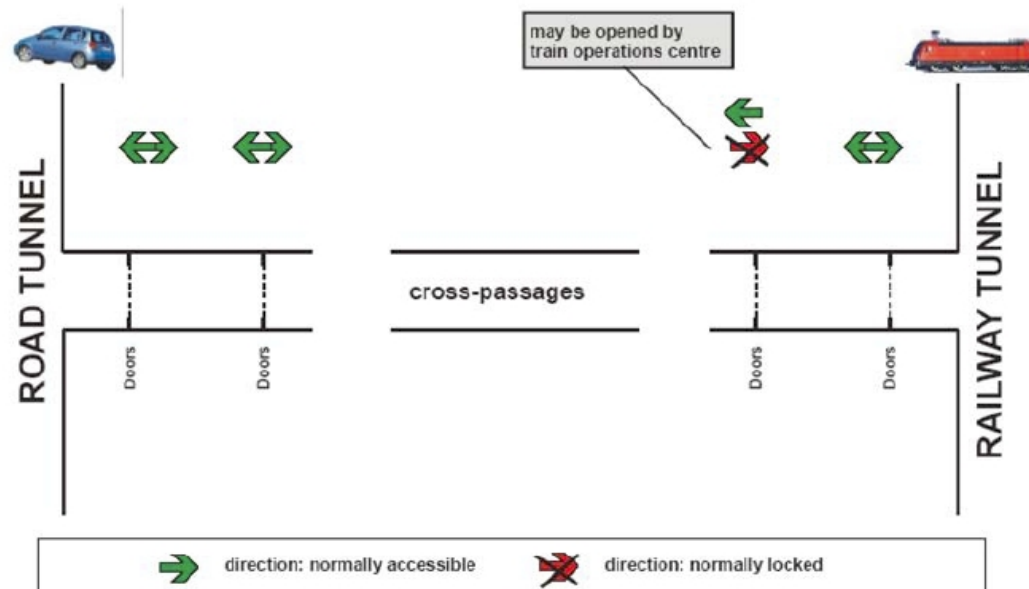 may be opened by
train operations centre
ROAD TUNNEL
cross-passages
RAILWAY TUNNEL
Doors
Doors
Doors
Doors
direction: normally accessible
direction: normally locked